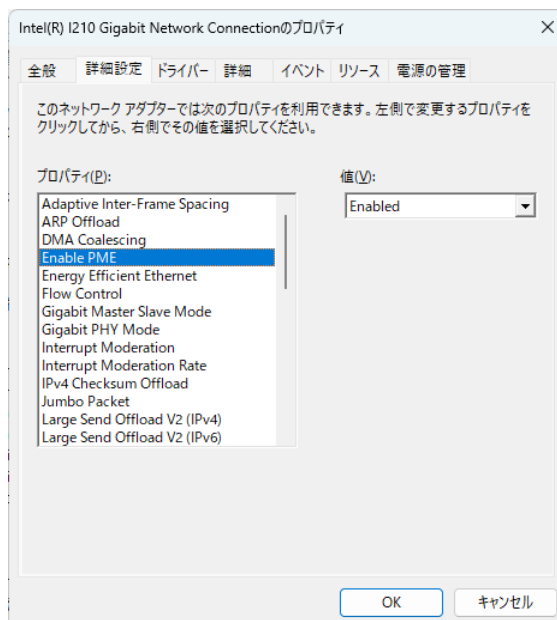 Intel(R) I210 Gigabit Network Connectionのプロパティ
全般 詳細設定 ドライバー 詳細 イベント リソース 電源の管理
このネットワーク アダプターでは次のプロパティを利用できます。左側で変更するプロパティを
クリックしてから、右側でその値を選択してください。
プロパティ(P): 値(V):
Adaptive Inter-Frame Spacing Enabled
ARP Offload
DMA Coalescing
Enable PME
Energy Efficient Ethernet
Flow Control
Gigabit Master Slave Mode
Gigabit PHY Mode
Interrupt Moderation
Interrupt Moderation Rate
IPv4 Checksum Offload
Jumbo Packet
Large Send Offload V2 (IPv4)
Large Send Offload V2 (IPv6)
OK キャンセル